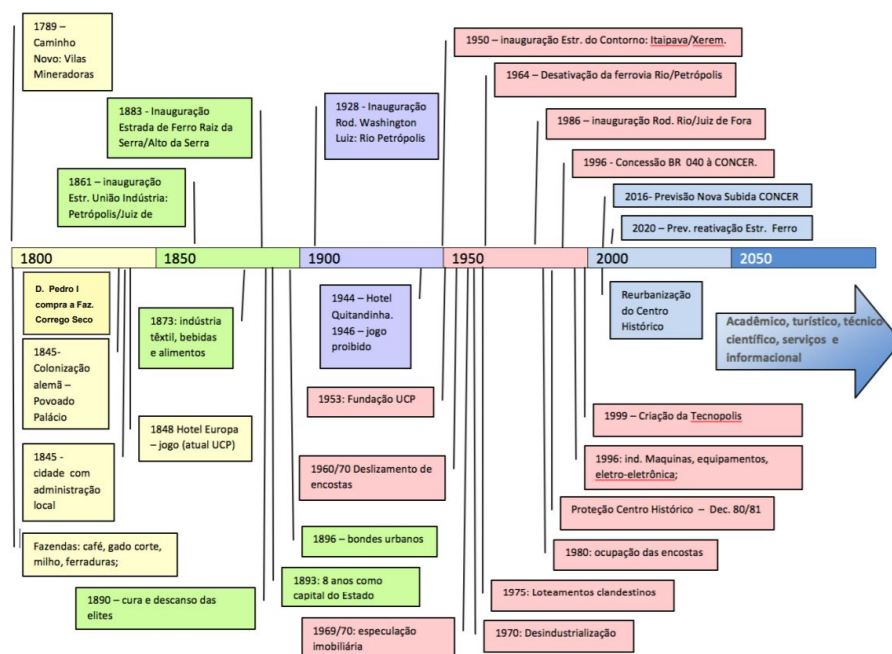 1789 –
Caminho
Novo: Vilas
Mineradoras
1883 - Inauguração
Estrada de Ferro Raiz da
Serra/Alto da Serra
1861 – inauguração
Estr. União Indústria:
Petrópolis/Juiz de
1928 - Inauguração
Rod. Washington
Luiz: Rio Petrópolis
1950 – inauguração Estr. do Contorno: Itaipava/Xerem.
1964 – Desativação da ferrovia Rio/Petrópolis
1986 – inauguração Rod. Rio/Juiz de Fora
1996 - Concessão BR 040 à CONCER.
2016- Previsão Nova Subida CONCER
2020 – Prev. reativação Estr. Ferro
1800 1850 1900 1950 2000 2050
D. Pedro I
compra a Faz.
Corrego Seco
1845-
Colonização
alemã –
Povoado
Palácio
1845 -
cidade com
administração
local
Fazendas: café, gado corte,
milho, ferraduras;
1873: indústria
têxtil, bebidas
e alimentos
1848 Hotel Europa
– jogo (atual UCP)
1890 – cura e descanso das
elites
1944 – Hotel
Quitandinha.
1946 – jogo
proibido
1953: Fundação UCP
1960/70 Deslizamento de
encostas
1896 – bondes urbanos
1893: 8 anos como
capital do Estado
1969/70: especulação
imobiliária
Reurbanização
do Centro
Histórico
Acadêmico, turístico, técnico
científico, serviços e
informacional
1999 – Criação da Tecnopolis
1996: ind. Maquinas, equipamentos,
eletro-eletrônica;
Proteção Centro Histórico – Dec. 80/81
1980: ocupação das encostas
1975: Loteamentos clandestinos
1970: Desindustrialização